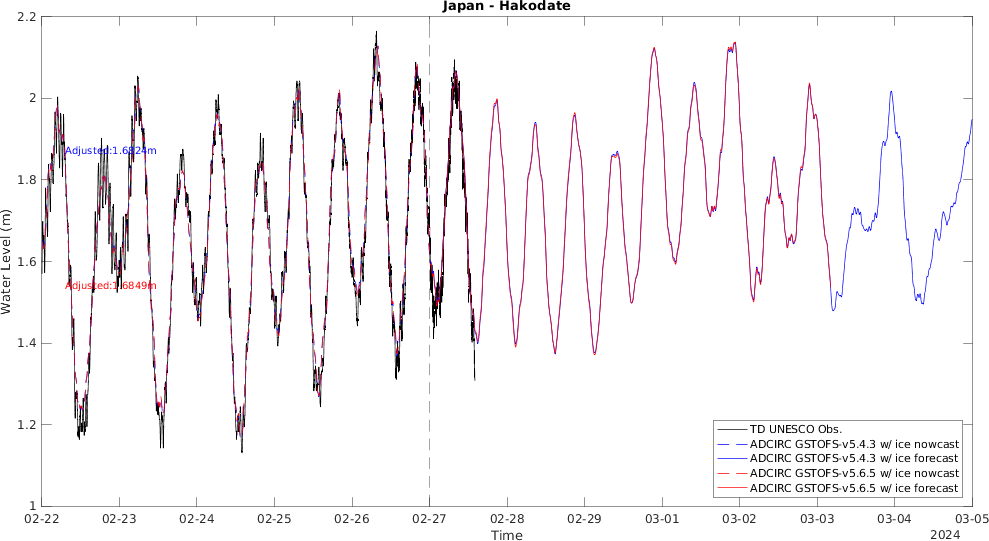 Japan - Hakodate
2.2
2
1.8
1.6
1.4
1.2
1
Water Level (m)
Adjusted:1.6824m
Adjusted:1.6849m
TD UNESCO Obs.
ADCIRC GSTOFS-v5.4.3 w/ ice nowcast
ADCIRC GSTOFS-v5.4.3 w/ ice forecast
ADCIRC GSTOFS-v5.6.5 w/ ice nowcast
ADCIRC GSTOFS-v5.6.5 w/ ice forecast
02-22 02-23 02-24 02-25 02-26 02-27 02-28 02-29 03-01 03-02 03-03 03-04 03-05
Time
2024